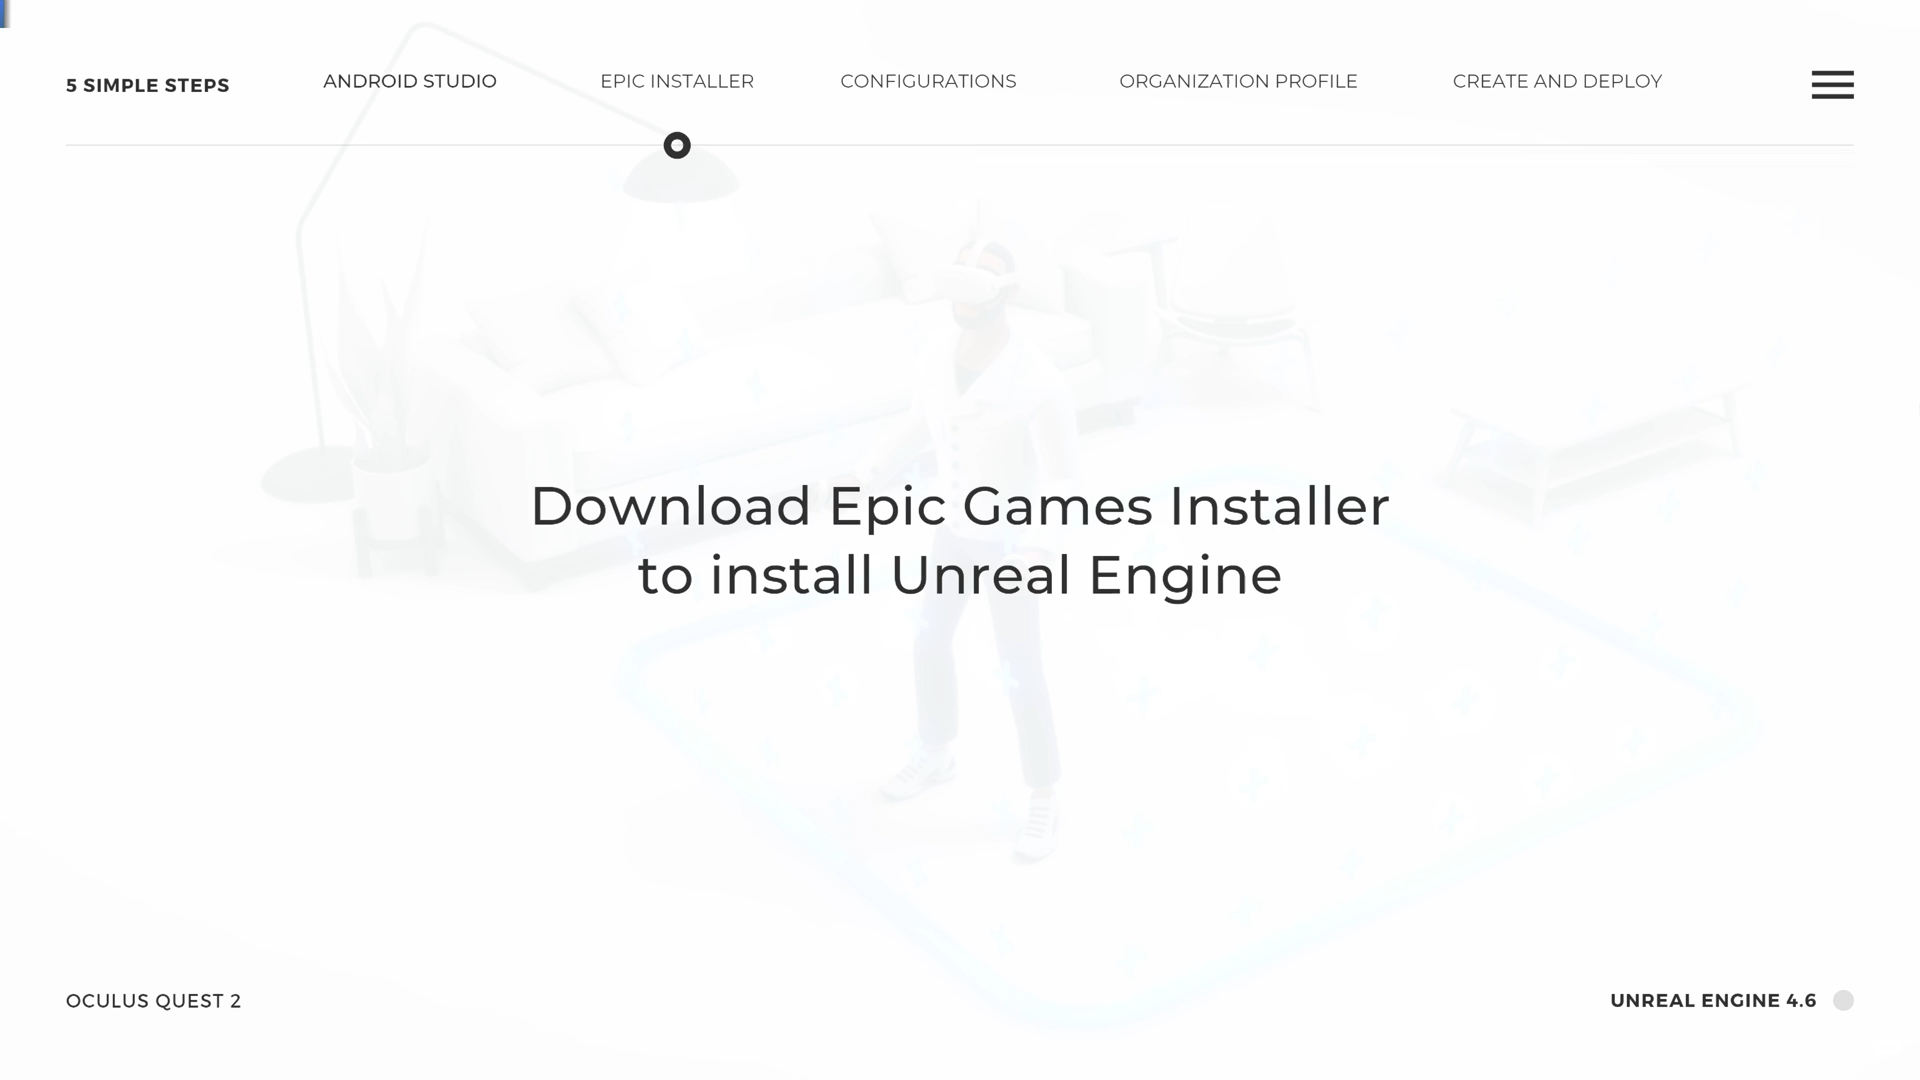 5 SIMPLE STEPS
ANDROID STUDIO
EPIC INSTALLER
CONFIGURATIONS
ORGANIZATION PROFILE
CREATE AND DEPLOY
Download Epic Games Installer
to install Unreal Engine
OCULUS QUEST 2
UNREAL ENGINE 4.6